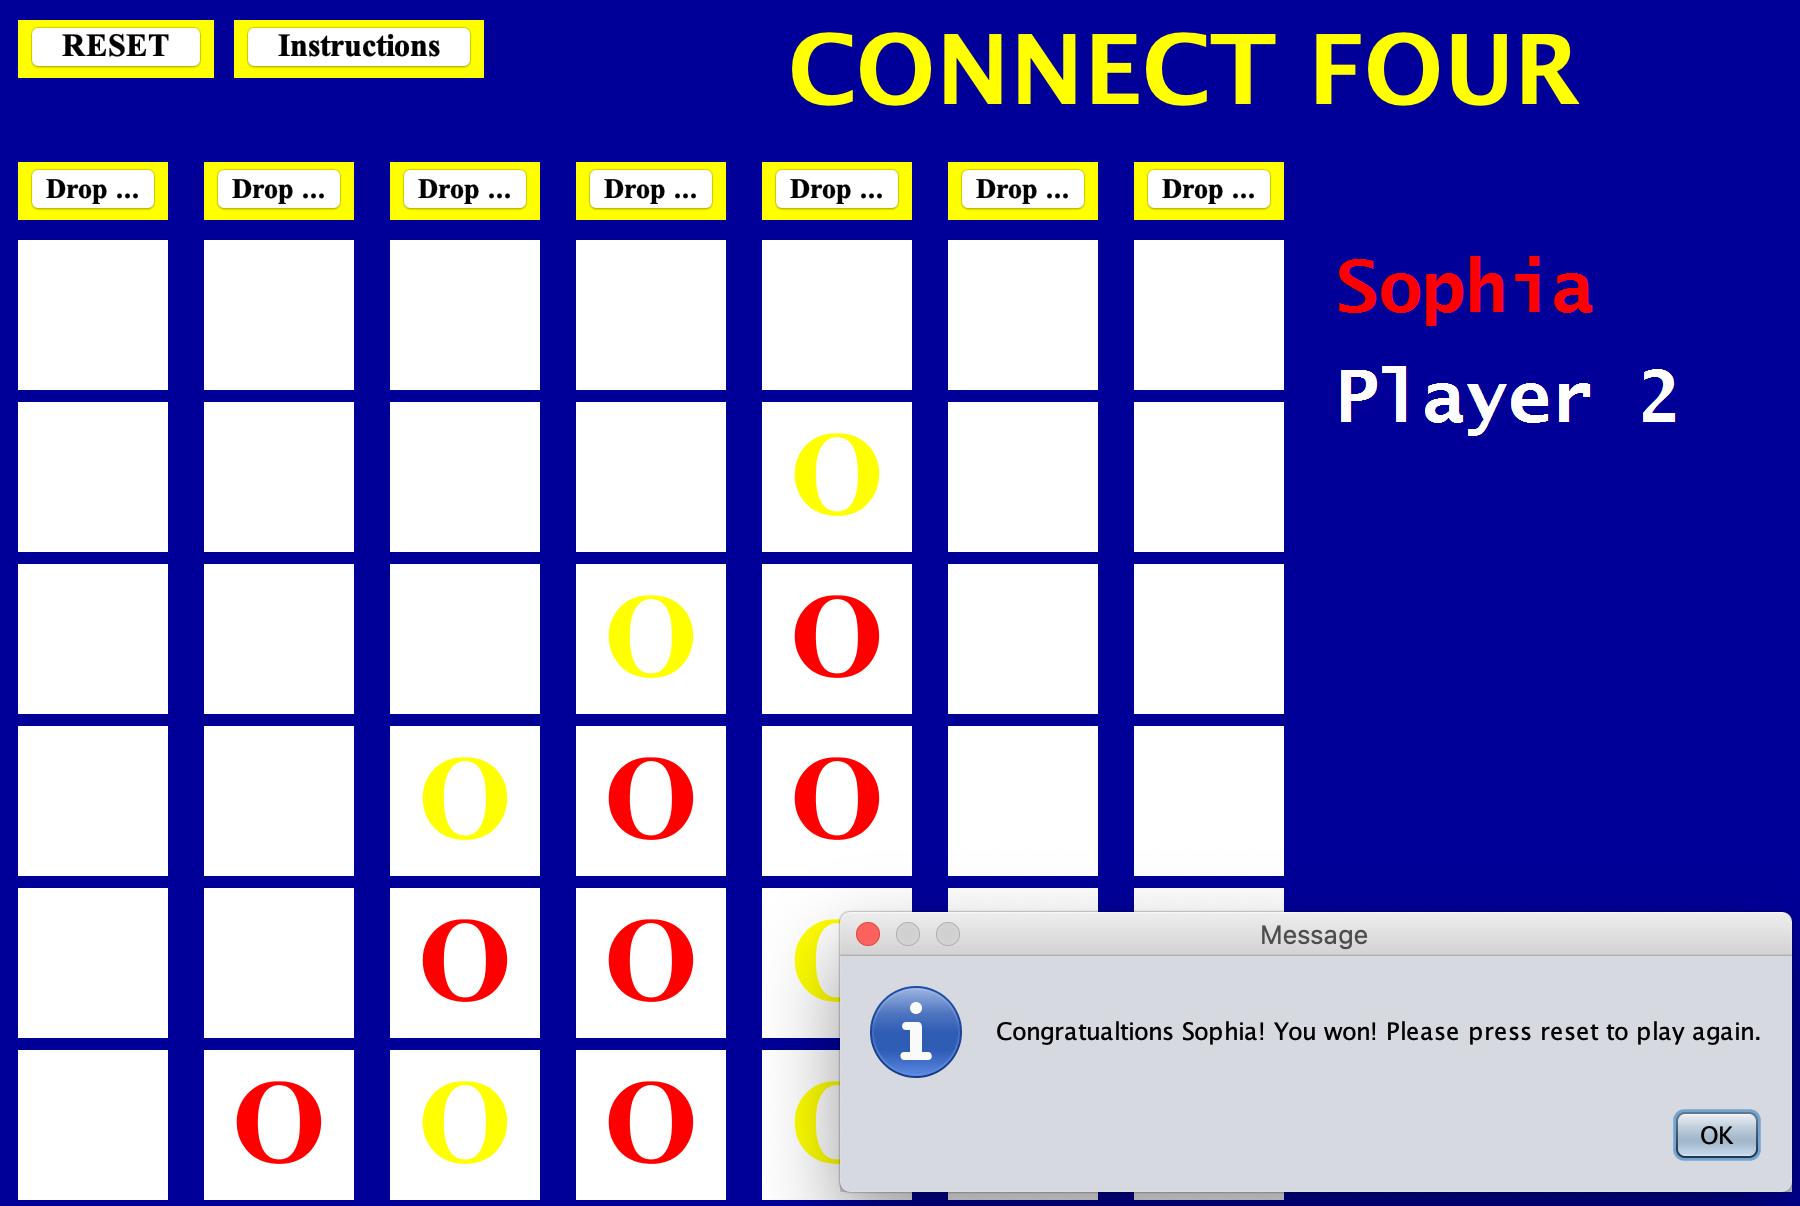 RESET Instructions
CONNECT FOUR
Drop ... Drop ... Drop ... Drop ... Drop ... Drop ... Drop ...
Sophia
Player 2
O
O O
O O O
O O O
O O O O
Message
Congratualtions Sophia! You won! Please press reset to play again.
OK